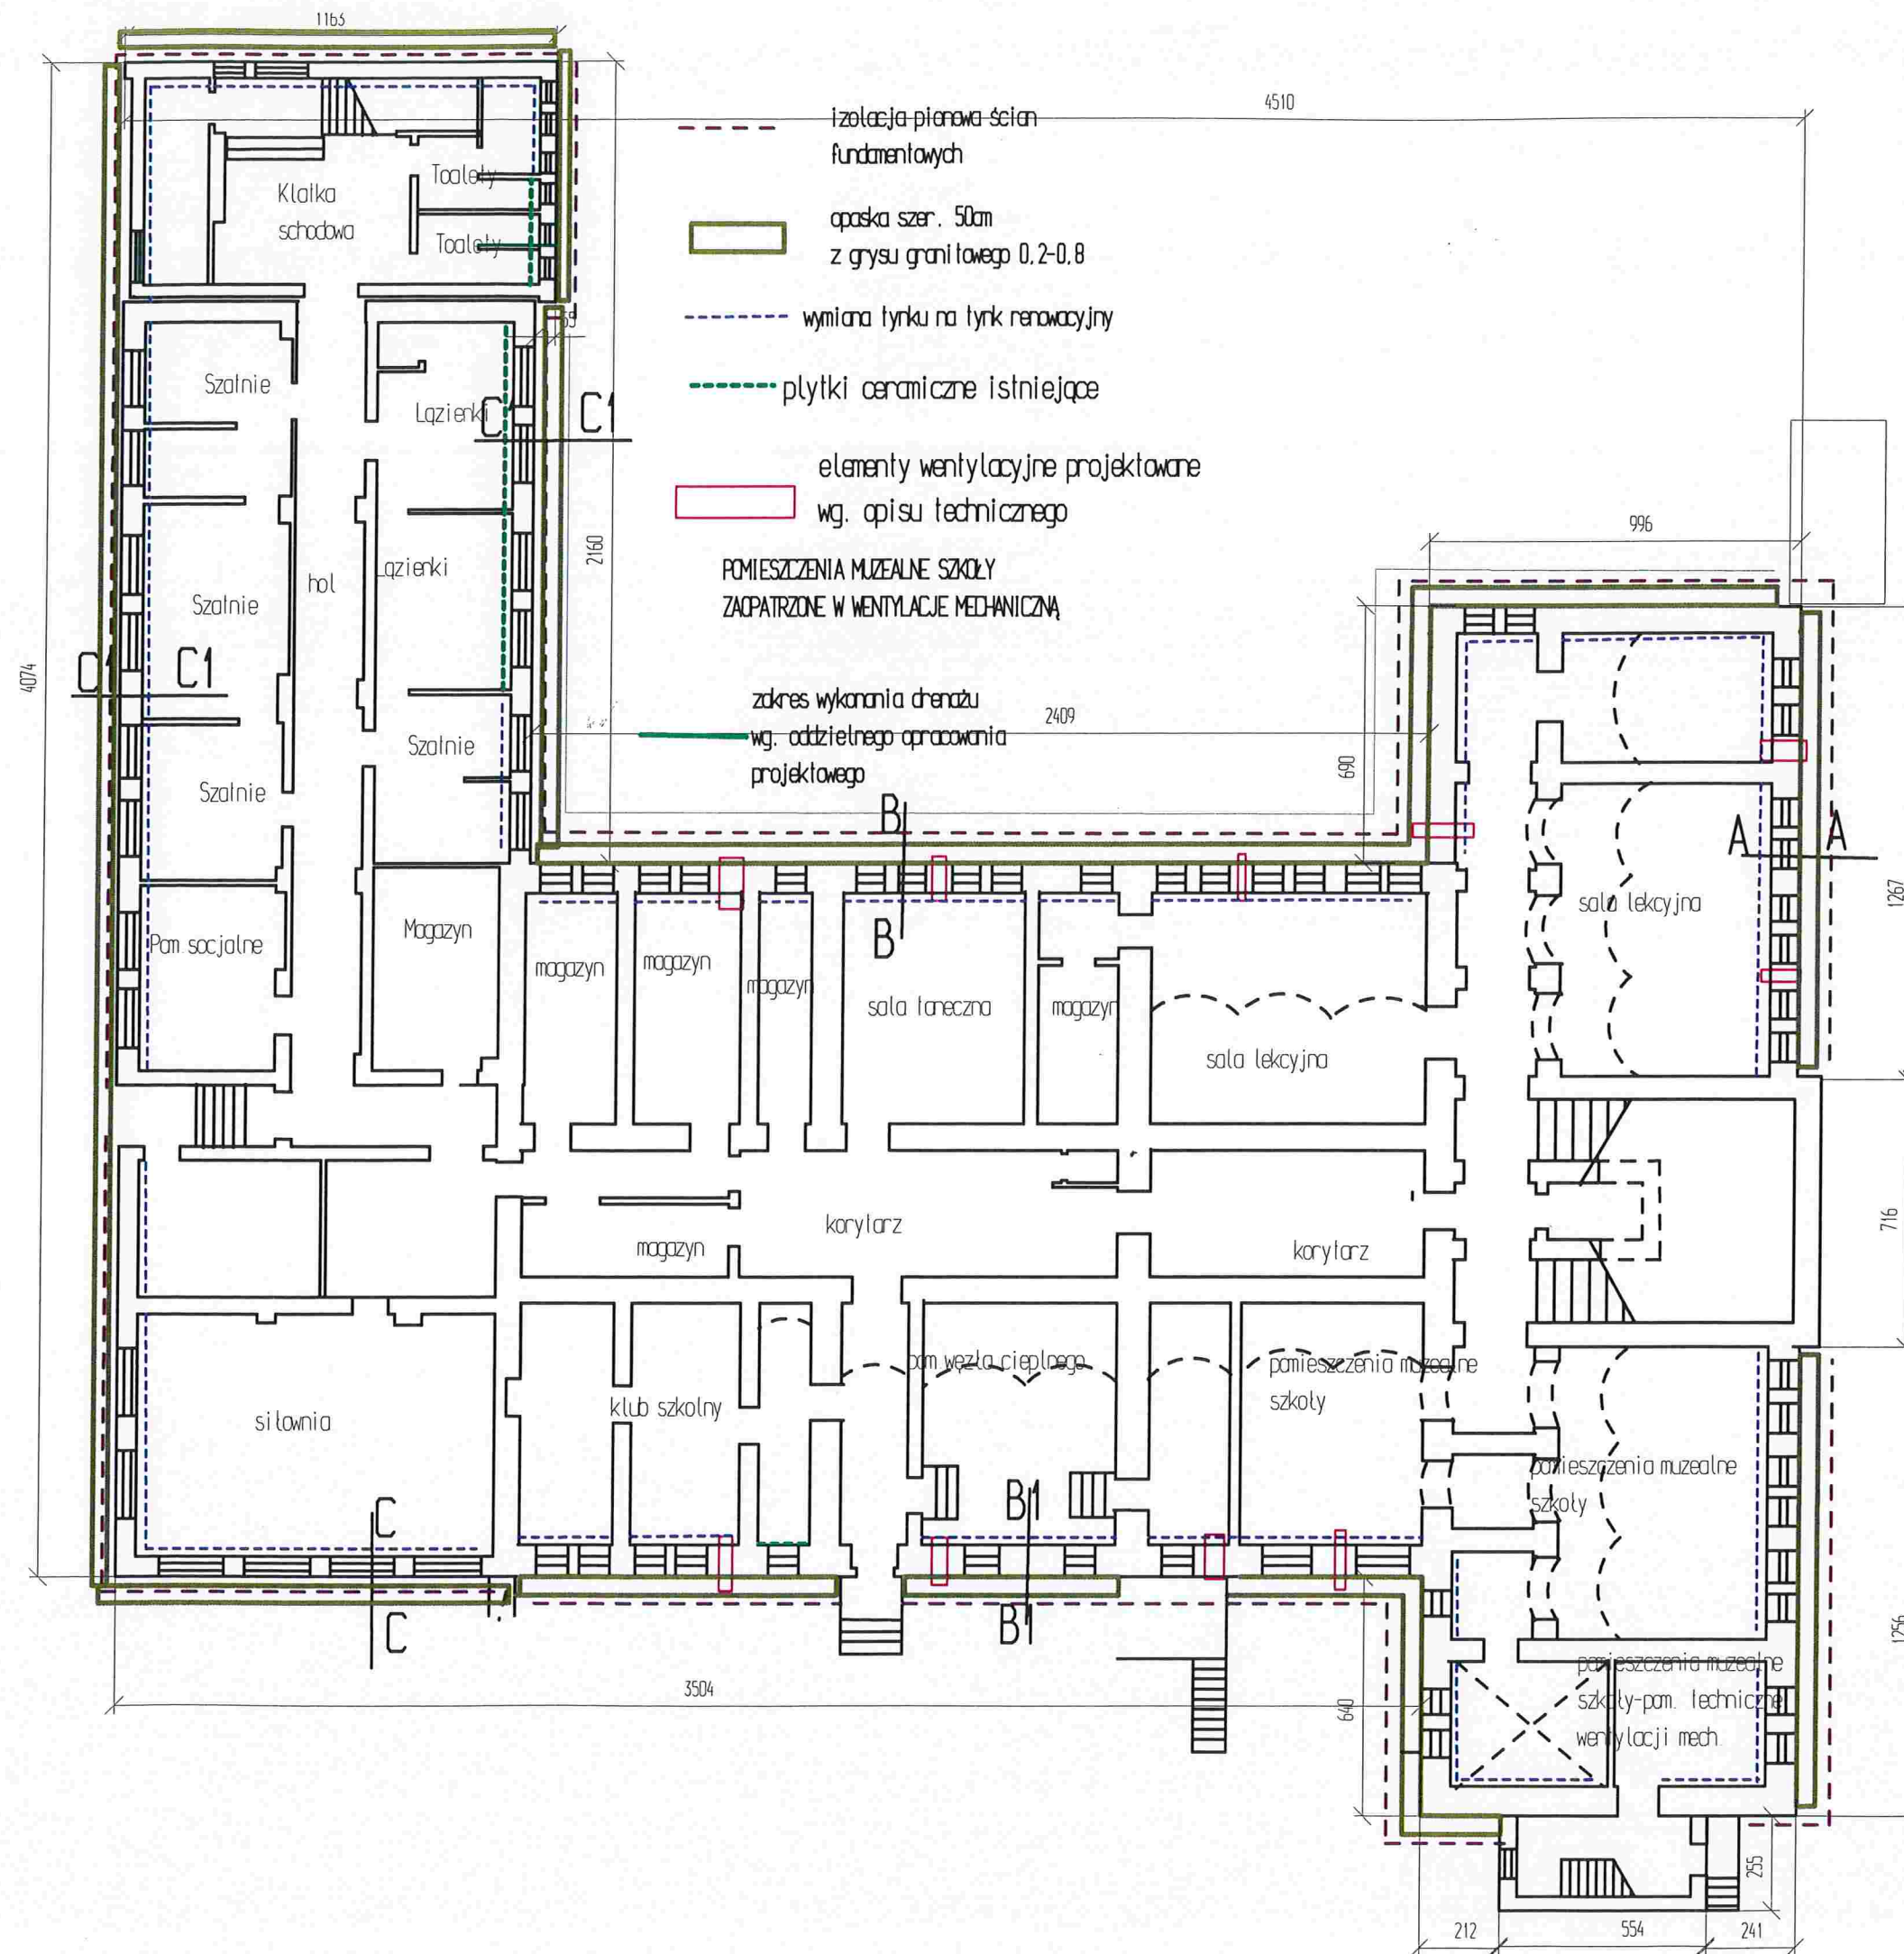 1163
4510
izolacja pionowa ścian
fundamentowych
opaska szer. 50cm
z grysu granitowego 0,2-0,8
wymiana tynku na tynk renowacyjny
płytki ceramiczne istniejące
elementy wentylacyjne projektowane
wg. opisu technicznego
POMIESZCZENIA MUZEALNE SZKOŁY
ZAOPATRZONE W WENTYLACJE MECHANICZNĄ
zakres wykonania drenażu
wg. oddzielnego opracowania
projektowego
Toalety
Klatka
schodowa
Toalety
Szatnie
Łązienki
C1
C1
2160
996
hol
Łązienki
Szatnie
C1
C1
4074
Szatnie
2409
690
Szatnie
B
A
A
1267
Pom. socjalne
Magazyn
B
magazyn
magazyn
magazyn
sala taneczna
magazyn
sala lekcyjna
sala lekcyjna
korytarz
magazyn
korytarz
716
siłownia
klub szkolny
pom.węzła cieplnego
pomieszczenia muzealne
szkoły
pomieszczenia muzealne
szkoły
C
B1
C
B1
1256
pomieszczenia muzealne
szkoły-pom. techniczne
wentylacji mech.
3504
640
255
212
554
241